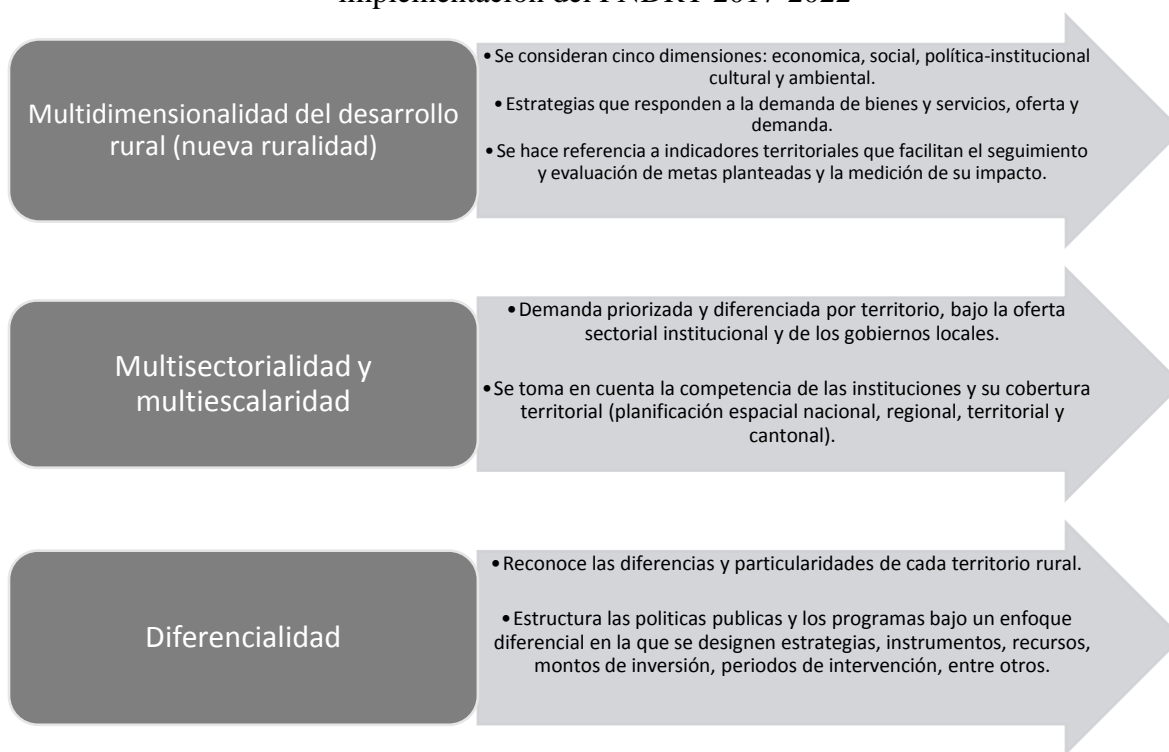 implementación del PNDRT 2017-2022
Multidimensionalidad del desarrollo
rural (nueva ruralidad)
•Se consideran cinco dimensiones: economica, social, política-institucional
cultural y ambiental.
•Estrategias que responden a la demanda de bienes y servicios, oferta y
demanda.
•Se hace referencia a indicadores territoriales que facilitan el seguimiento
y evaluación de metas planteadas y la medición de su impacto.
Multisectorialidad y
multiescalaridad
•Demanda priorizada y diferenciada por territorio, bajo la oferta
sectorial institucional y de los gobiernos locales.
•Se toma en cuenta la competencia de las instituciones y su cobertura
territorial (planificación espacial nacional, regional, territorial y
cantonal).
Diferencialidad
•Reconoce las diferencias y particularidades de cada territorio rural.
•Estructura las politicas publicas y los programas bajo un enfoque
diferencial en la que se designen estrategias, instrumentos, recursos,
montos de inversión, periodos de intervención, entre otros.